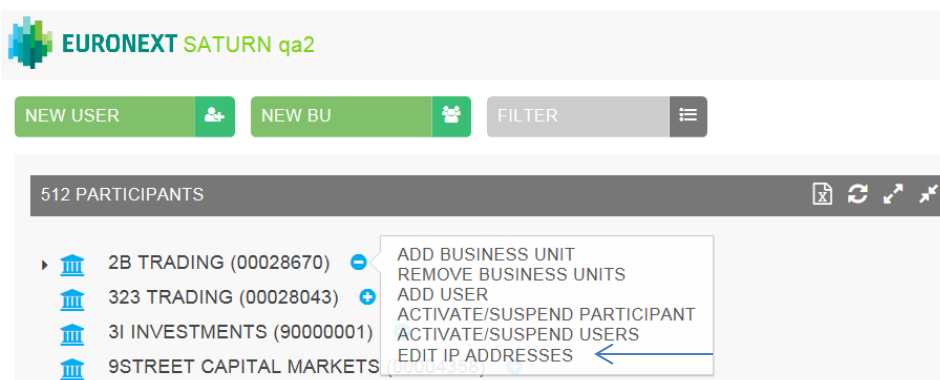 EURONEXT SATURN qa2
NEW USER NEW BU FILTER
512 PARTICIPANTS
2B TRADING (00028670)
323 TRADING (00028043)
3I INVESTMENTS (90000001)
9STREET CAPITAL MARKETS (00004358)
ADD BUSINESS UNIT
REMOVE BUSINESS UNITS
ADD USER
ACTIVATE/SUSPEND PARTICIPANT
ACTIVATE/SUSPEND USERS
EDIT IP ADDRESSES